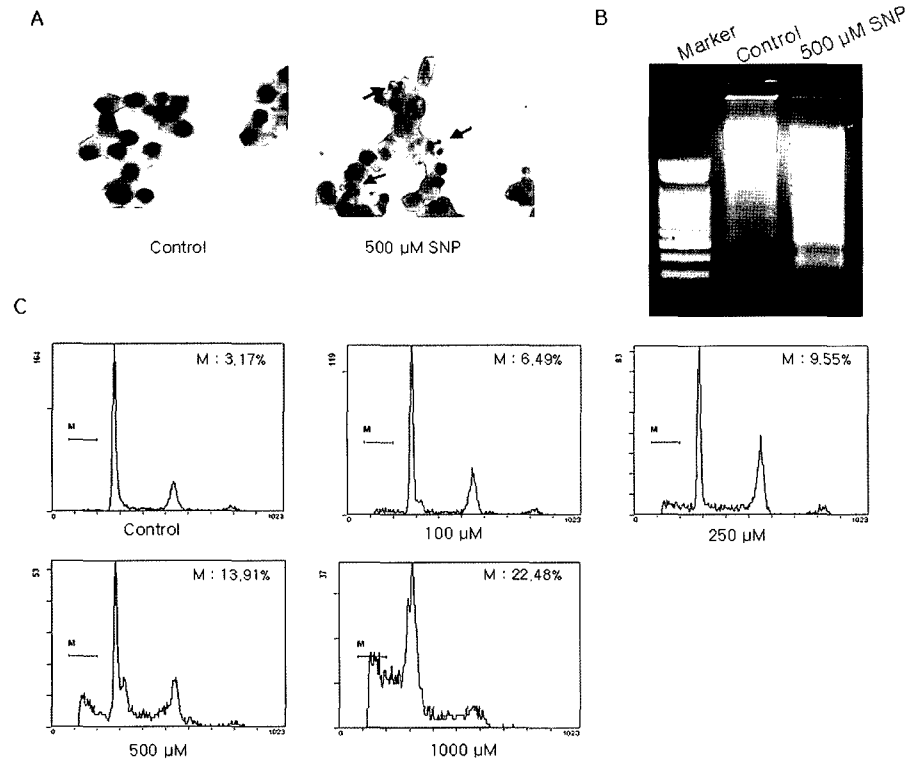 A
B
Marker
Control
500 μM SNP
Control
500 μM SNP
C
164
M
M : 3,17%
0
1023
Control
119
M
M : 6,49%
0
1023
100 μM
83
M
M : 9,55%
0
1023
250 μM
53
M
M : 13,91%
0
1023
500 μM
37
M
M : 22,48%
0
1023
1000 μM